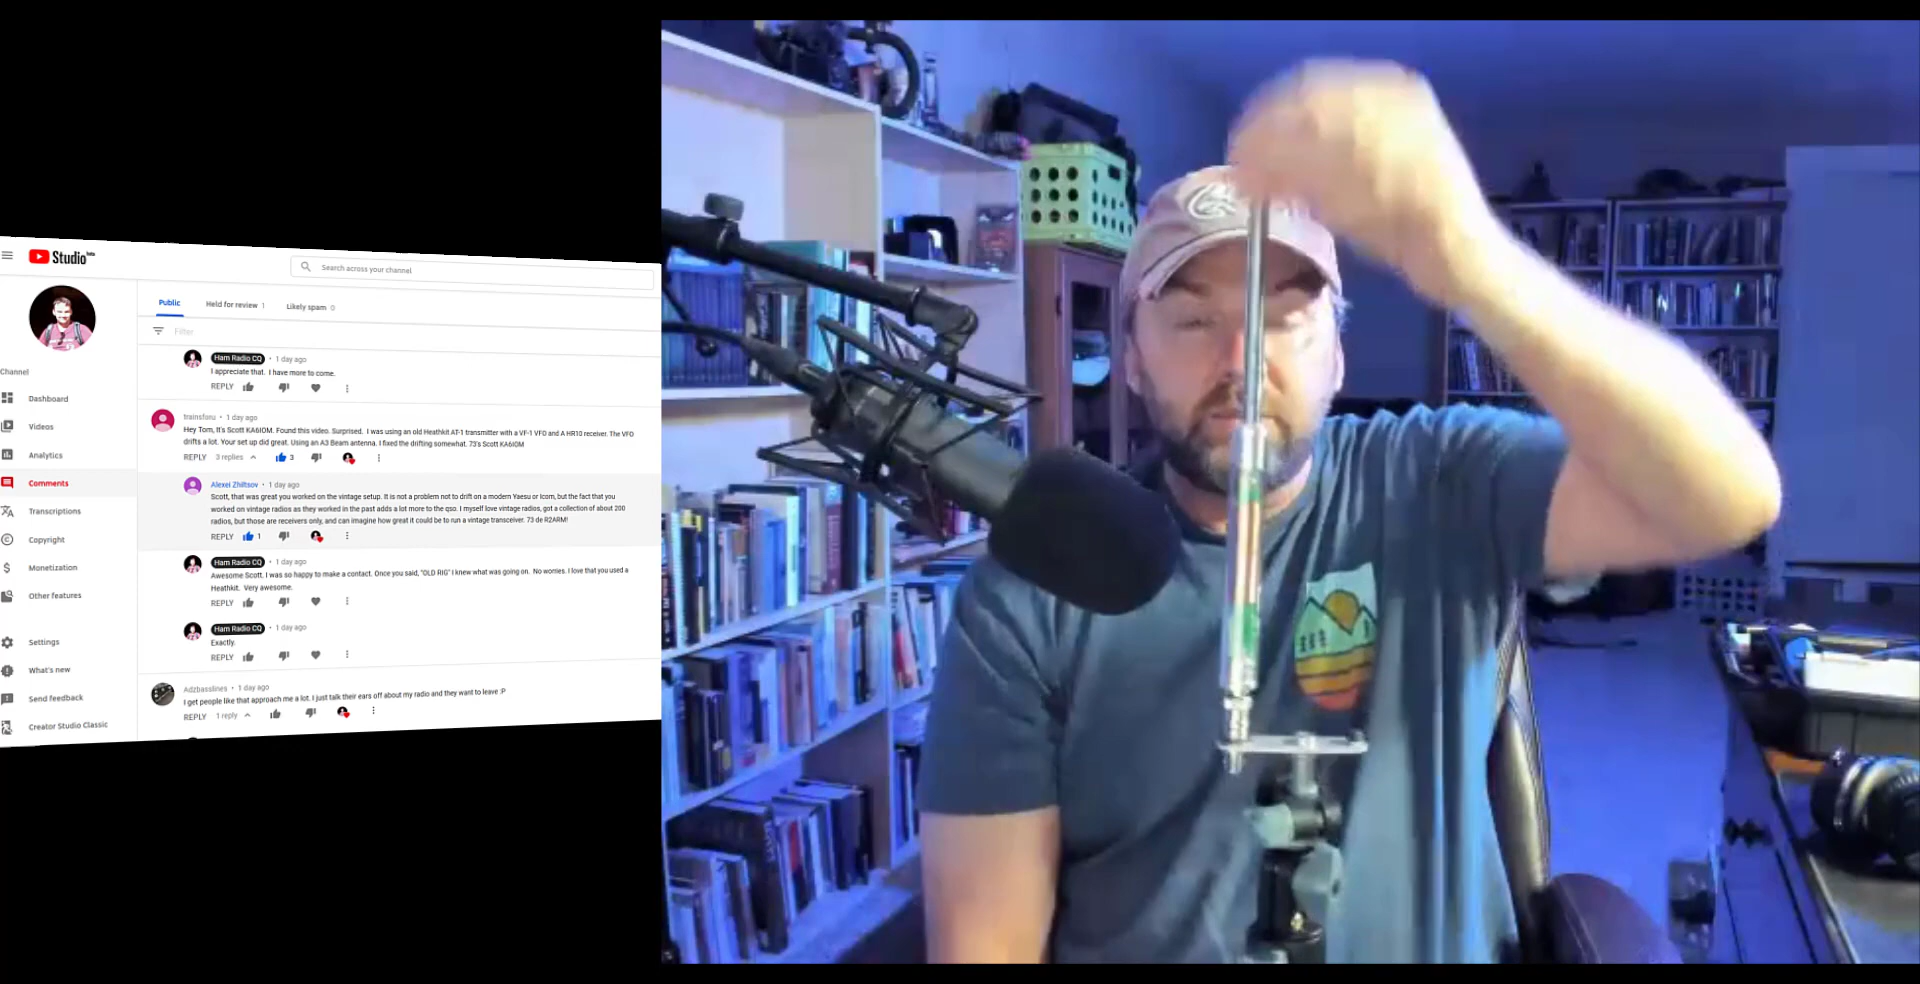 Studio beta
Search across your channel
Public Held for review 1 Likely spam 0
Filter
Channel
Dashboard
Videos
Analytics
Comments
Transcriptions
Copyright
Monetization
Other features
Settings
What's new
Send feedback
Creator Studio Classic
Ham Radio CQ • 1 day ago
I appreciate that. I have more to come.
REPLY
trainsforu • 1 day ago
Hey Tom, It's Scott KA6IOM. Found this video. Surprised. I was using an old Heathkit AT-1 transmitter with a VF-1 VFO and A HR10 receiver. The VFO
drifts a lot. Your set up did great. Using an A3 Beam antenna. I fixed the drifting somewhat. 73's Scott KA6IOM
REPLY 3 replies 3
Alexei Zhiltsov • 1 day ago
Scott, that was great you worked on the vintage setup. It is not a problem not to drift on a modern Yaesu or Icom, but the fact that you
worked on vintage radios as they worked in the past adds a lot more to the qso. I myself love vintage radios, got a collection of about 200
radios, but those are receivers only, and can imagine how great it could be to run a vintage transceiver. 73 de R2ARM!
REPLY 1
Ham Radio CQ • 1 day ago
Awesome Scott. I was so happy to make a contact. Once you said, "OLD RIG" I knew what was going on. No worries. I love that you used a
Heathkit. Very awesome.
REPLY
Ham Radio CQ • 1 day ago
Exactly.
REPLY
Adzbasslines • 1 day ago
I get people like that approach me a lot. I just talk their ears off about my radio and they want to leave :P
REPLY 1 reply